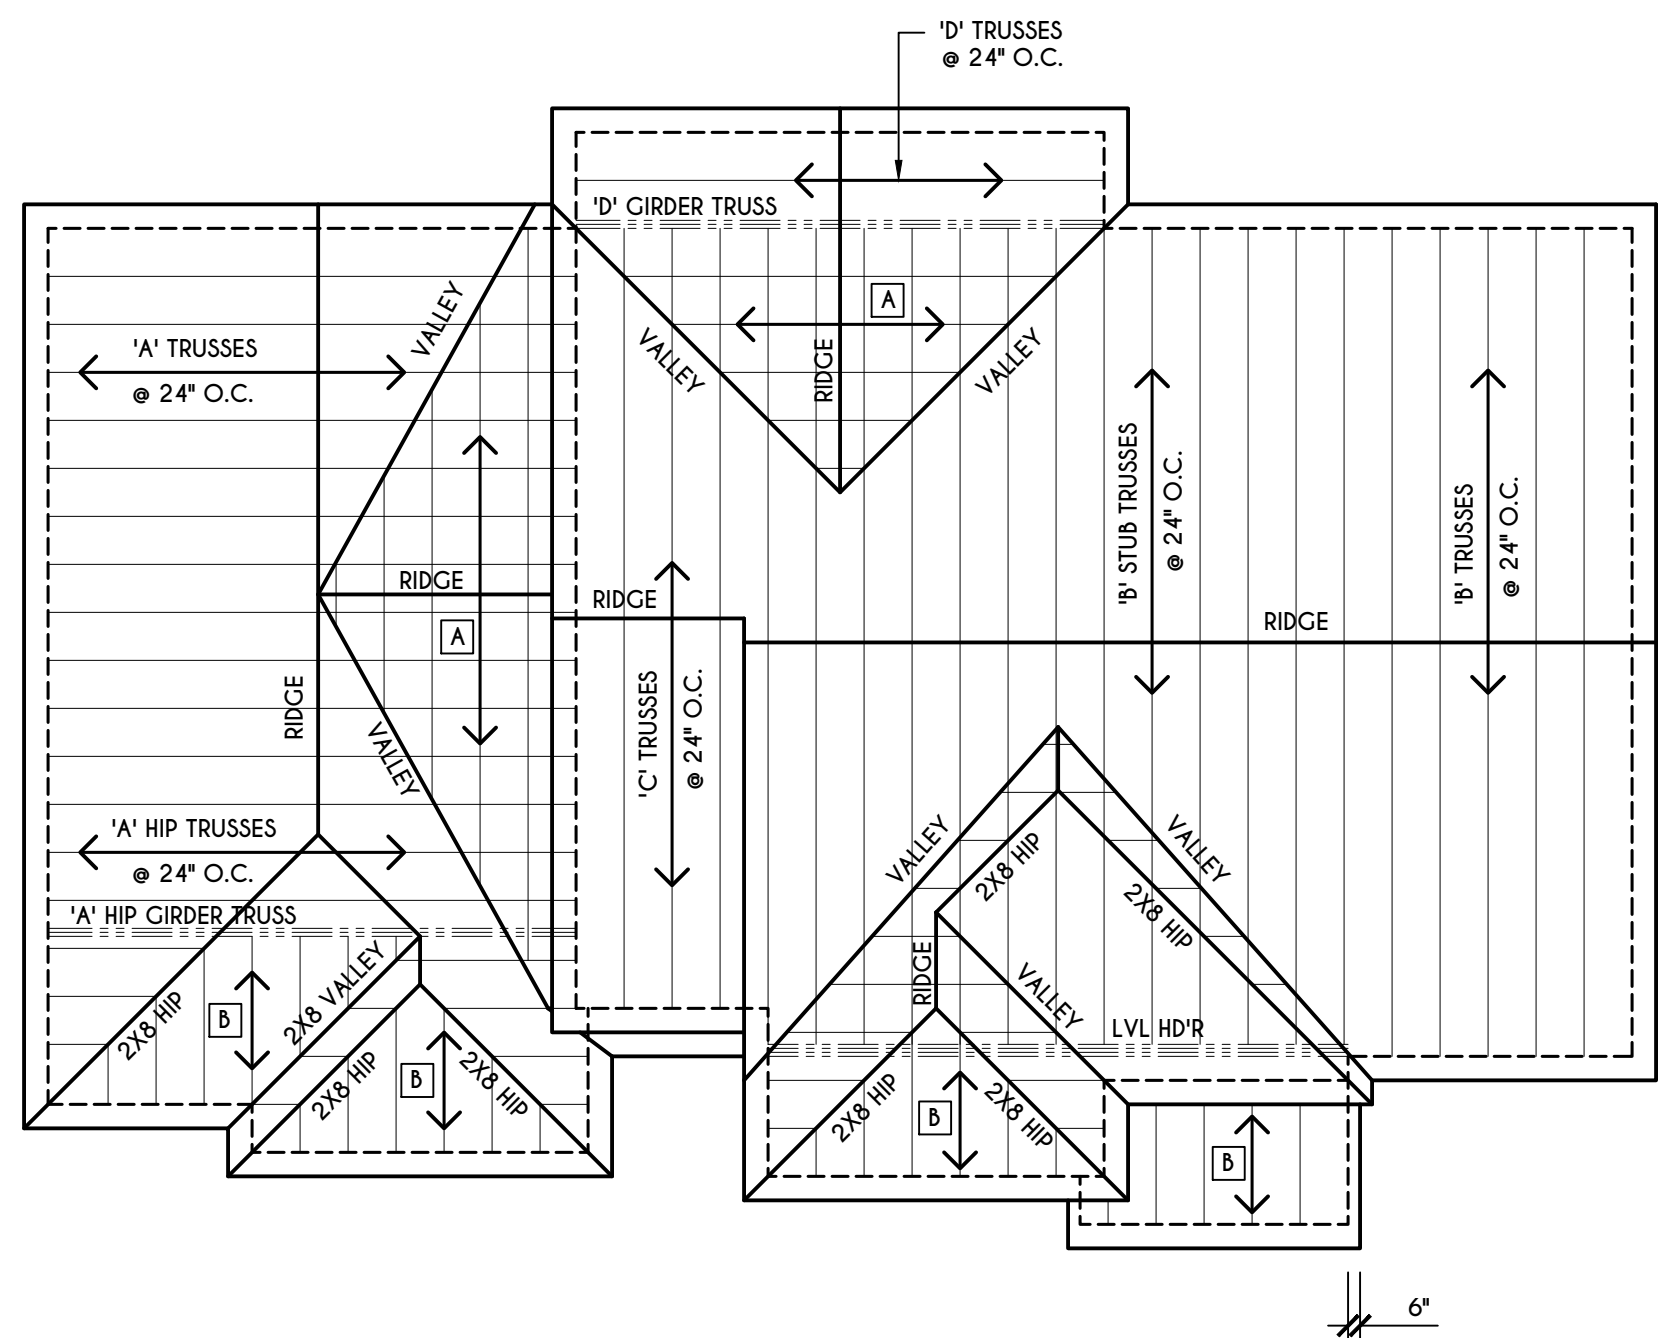 'D' TRUSSES
@ 24" O.C.
'D' GIRDER TRUSS
VALLEY
A
'A' TRUSSES
@ 24" O.C.
VALLEY
RIDGE
VALLEY
'B' STUB TRUSSES
@ 24" O.C.
'B' TRUSSES
@ 24" O.C.
RIDGE
RIDGE
RIDGE
A
RIDGE
VALLEY
'C' TRUSSES
@ 24" O.C.
'A' HIP TRUSSES
@ 24" O.C.
VALLEY
2X8 HIP
VALLEY
2X8 HIP
'A' HIP GIRDER TRUSS
2X8 HIP
B
2X8 VALLEY
RIDGE
VALLEY
LVL HD'R
2X8 HIP
B
2X8 HIP
2X8 HIP
B
2X8 HIP
B
6"